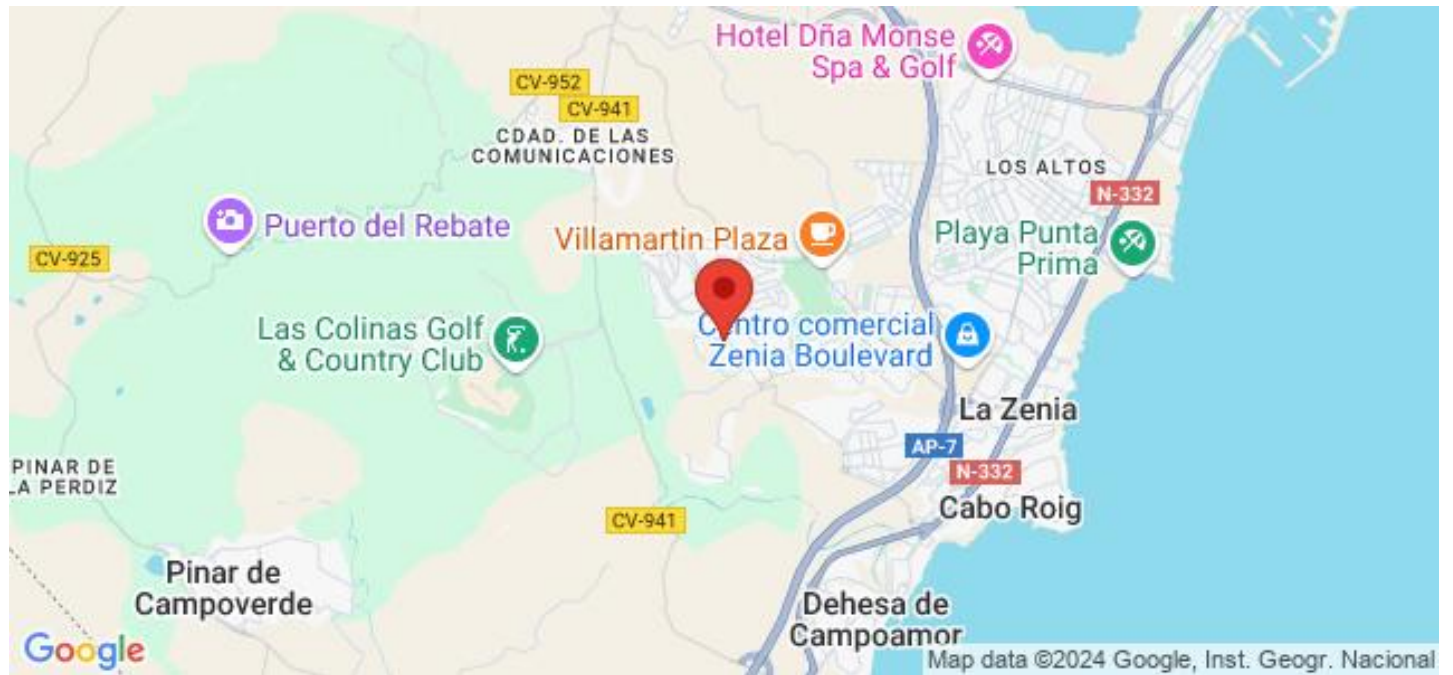 Hotel Dña Monse
Spa & Golf
CV-952
CV-941
CDAD. DE LAS
COMUNICACIONES
LOS ALTOS
N-332
Puerto del Rebate
Villamartin Plaza
Playa Punta
Prima
CV-925
Las Colinas Golf
& Country Club
Centro comercial
Zenia Boulevard
La Zenia
AP-7
N-332
PINAR DE
LA PERDIZ
Cabo Roig
CV-941
Pinar de
Campoverde
Dehesa de
Campoamor
Google
Map data ©2024 Google, Inst. Geogr. Nacional